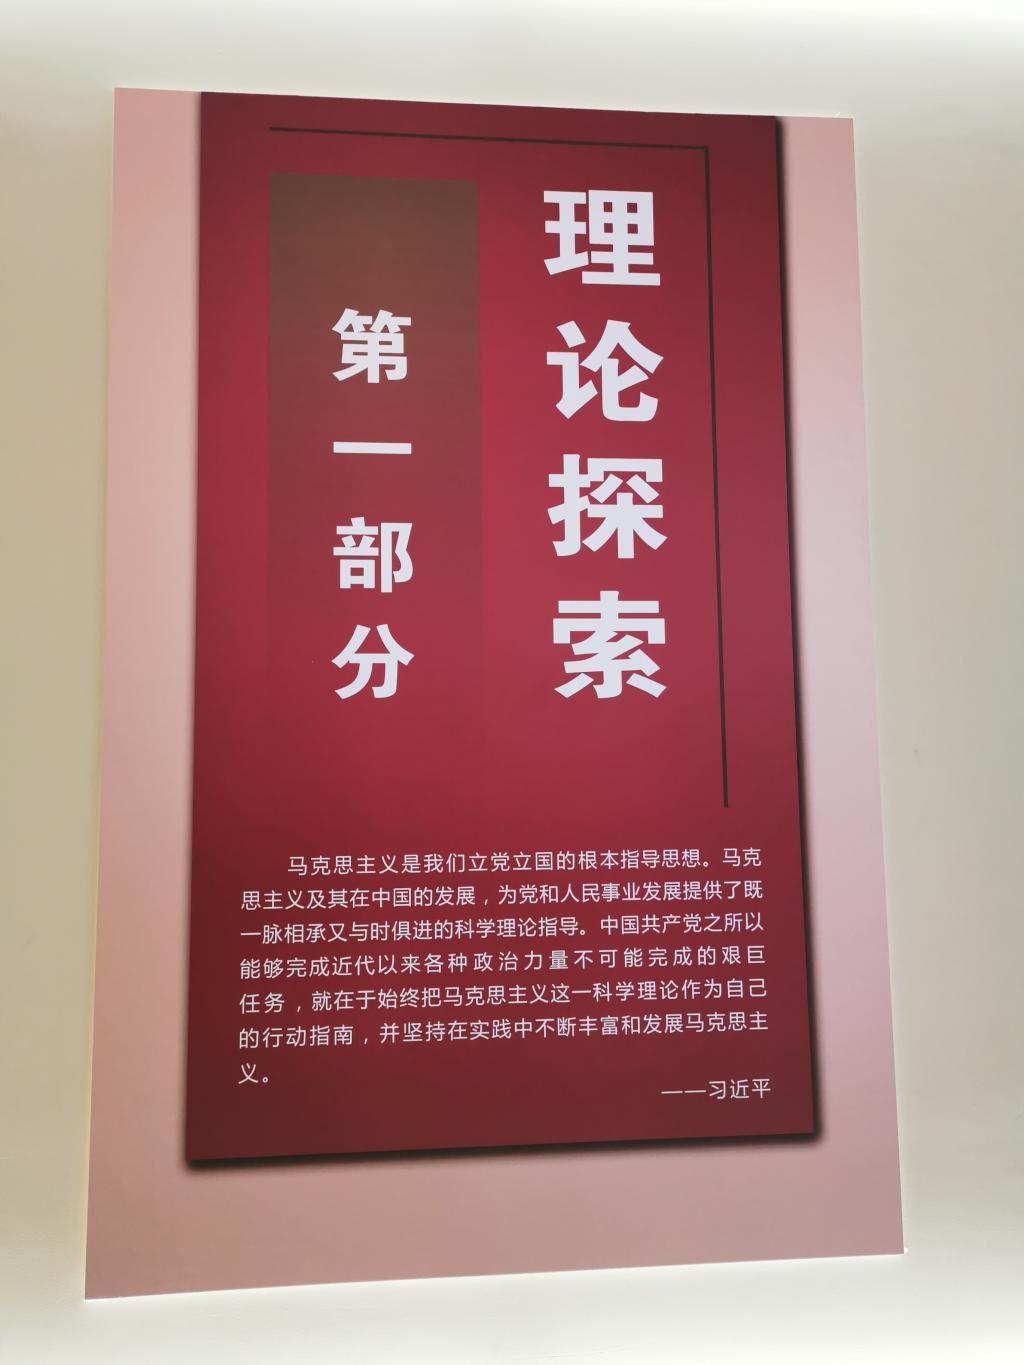 理论探索
第一部分
马克思主义是我们立党立国的根本指导思想。马克
思主义及其在中国的发展，为党和人民事业发展提供了既
一脉相承又与时俱进的科学理论指导。中国共产党之所以
能够完成近代以来各种政治力量不可能完成的艰巨
任务，就在于始终把马克思主义这一科学理论作为自己
的行动指南，并坚持在实践中不断丰富和发展马克思主
义。
——习近平